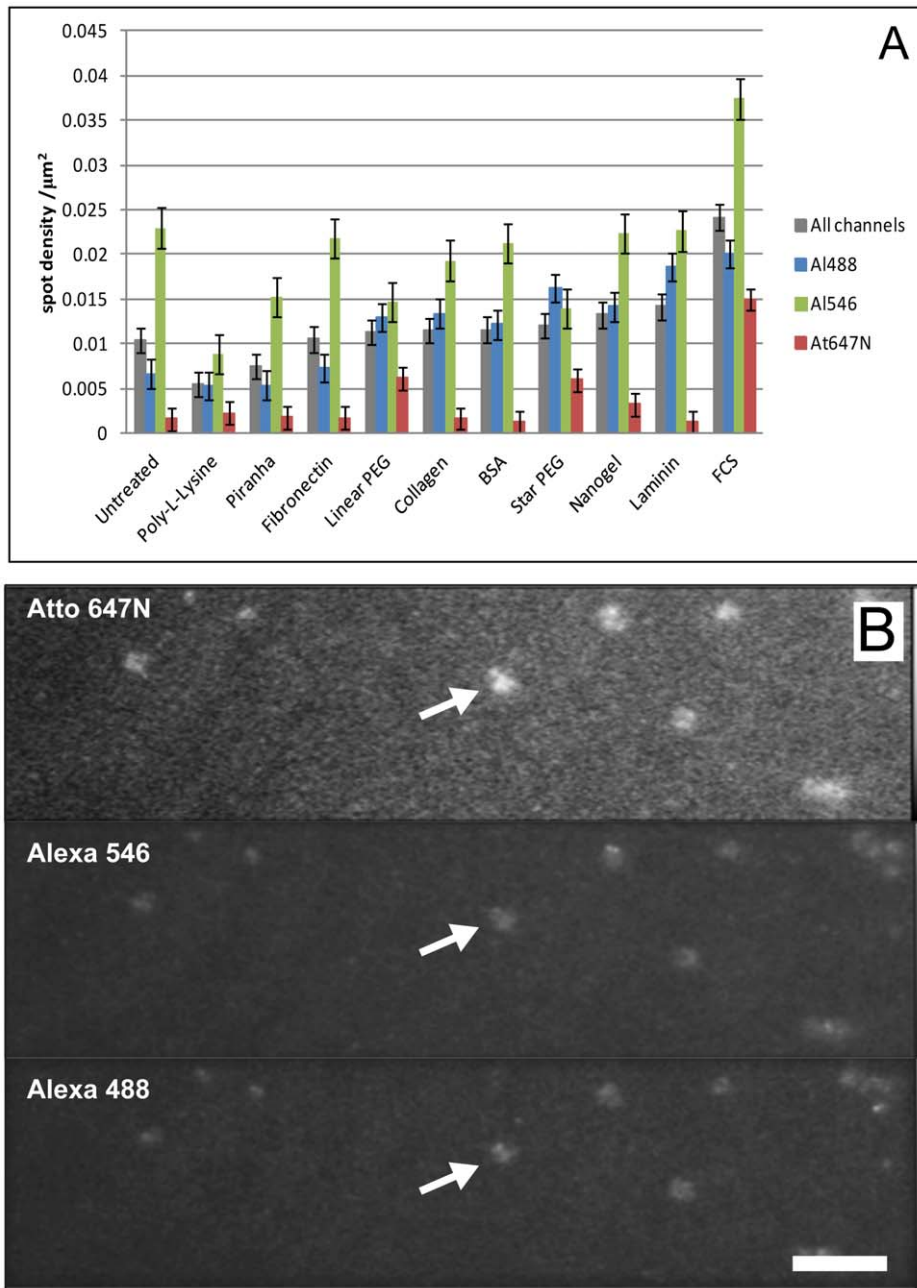 A
0.045
0.04
0.035
0.03
0.025
0.02
0.015
0.01
0.005
0
spot density /µm²
All channels
Al488
Al546
At647N
Untreated
Poly-L-Lysine
Piranha
Fibronectin
Linear PEG
Collagen
BSA
Star PEG
Nanogel
Laminin
FCS
Atto 647N
B
Alexa 546
Alexa 488